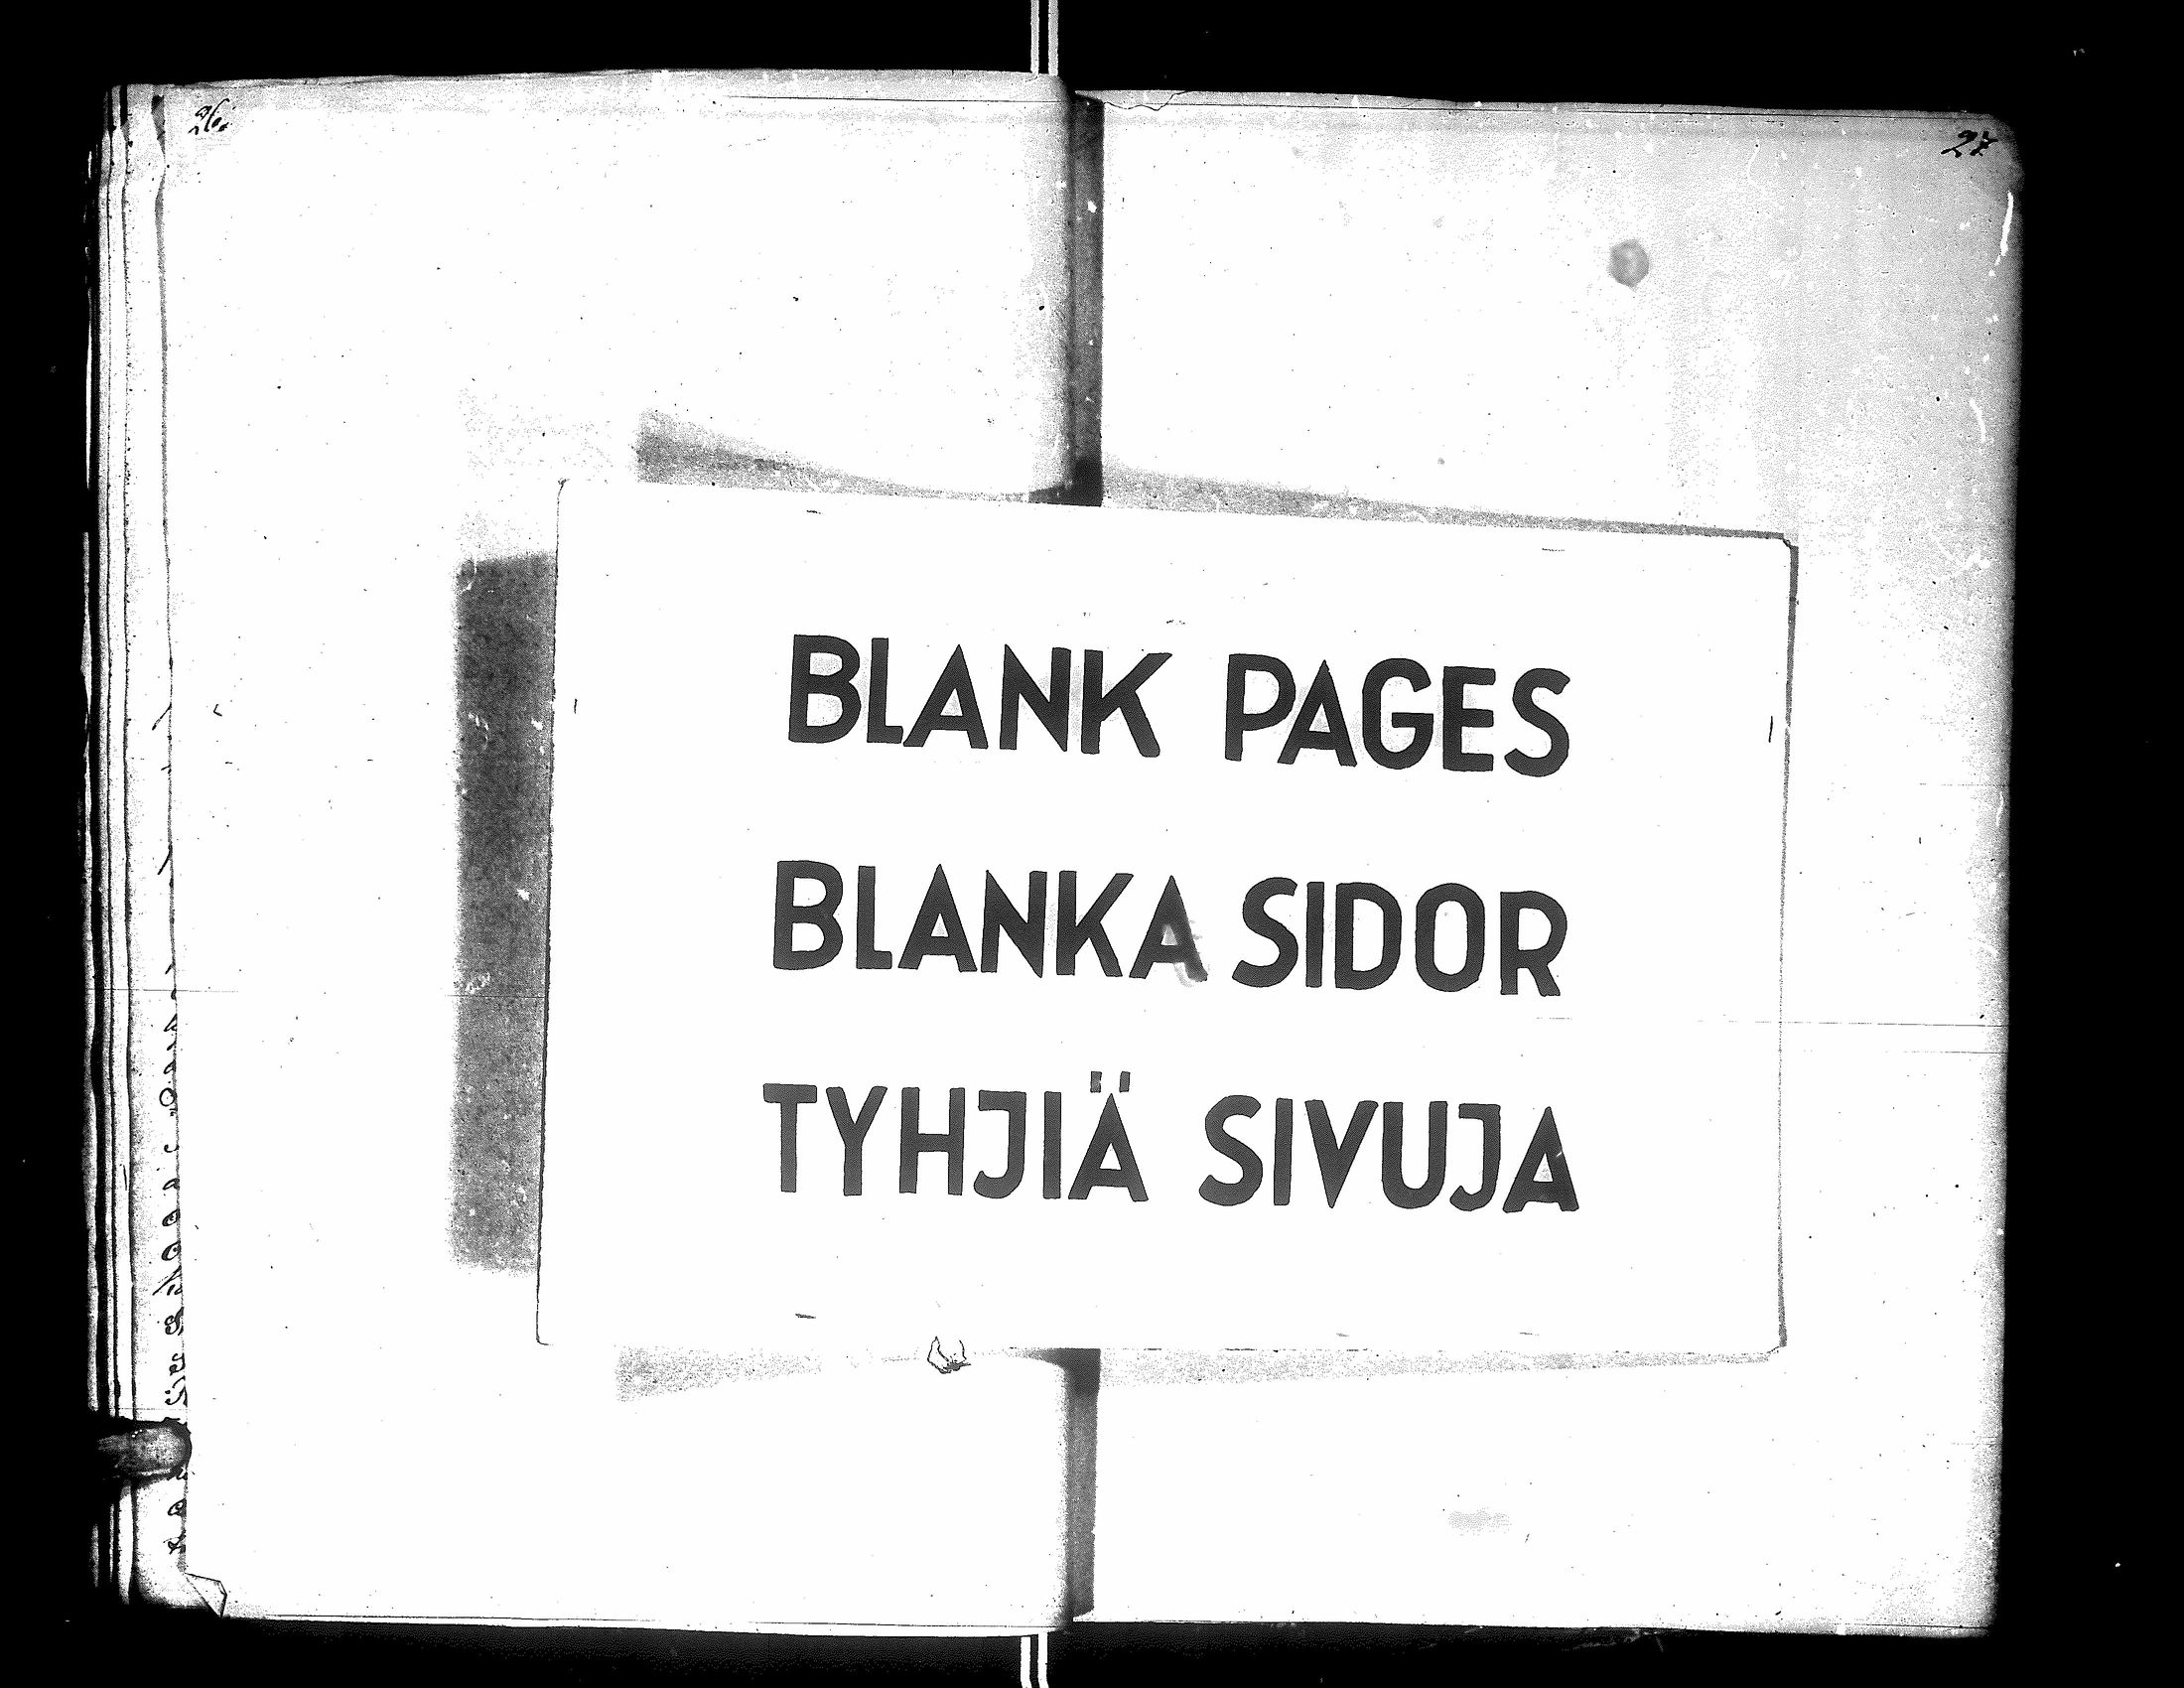 26.
27
BLANK PAGES
BLANKA SIDOR
TYHJIÄ SIVUJA